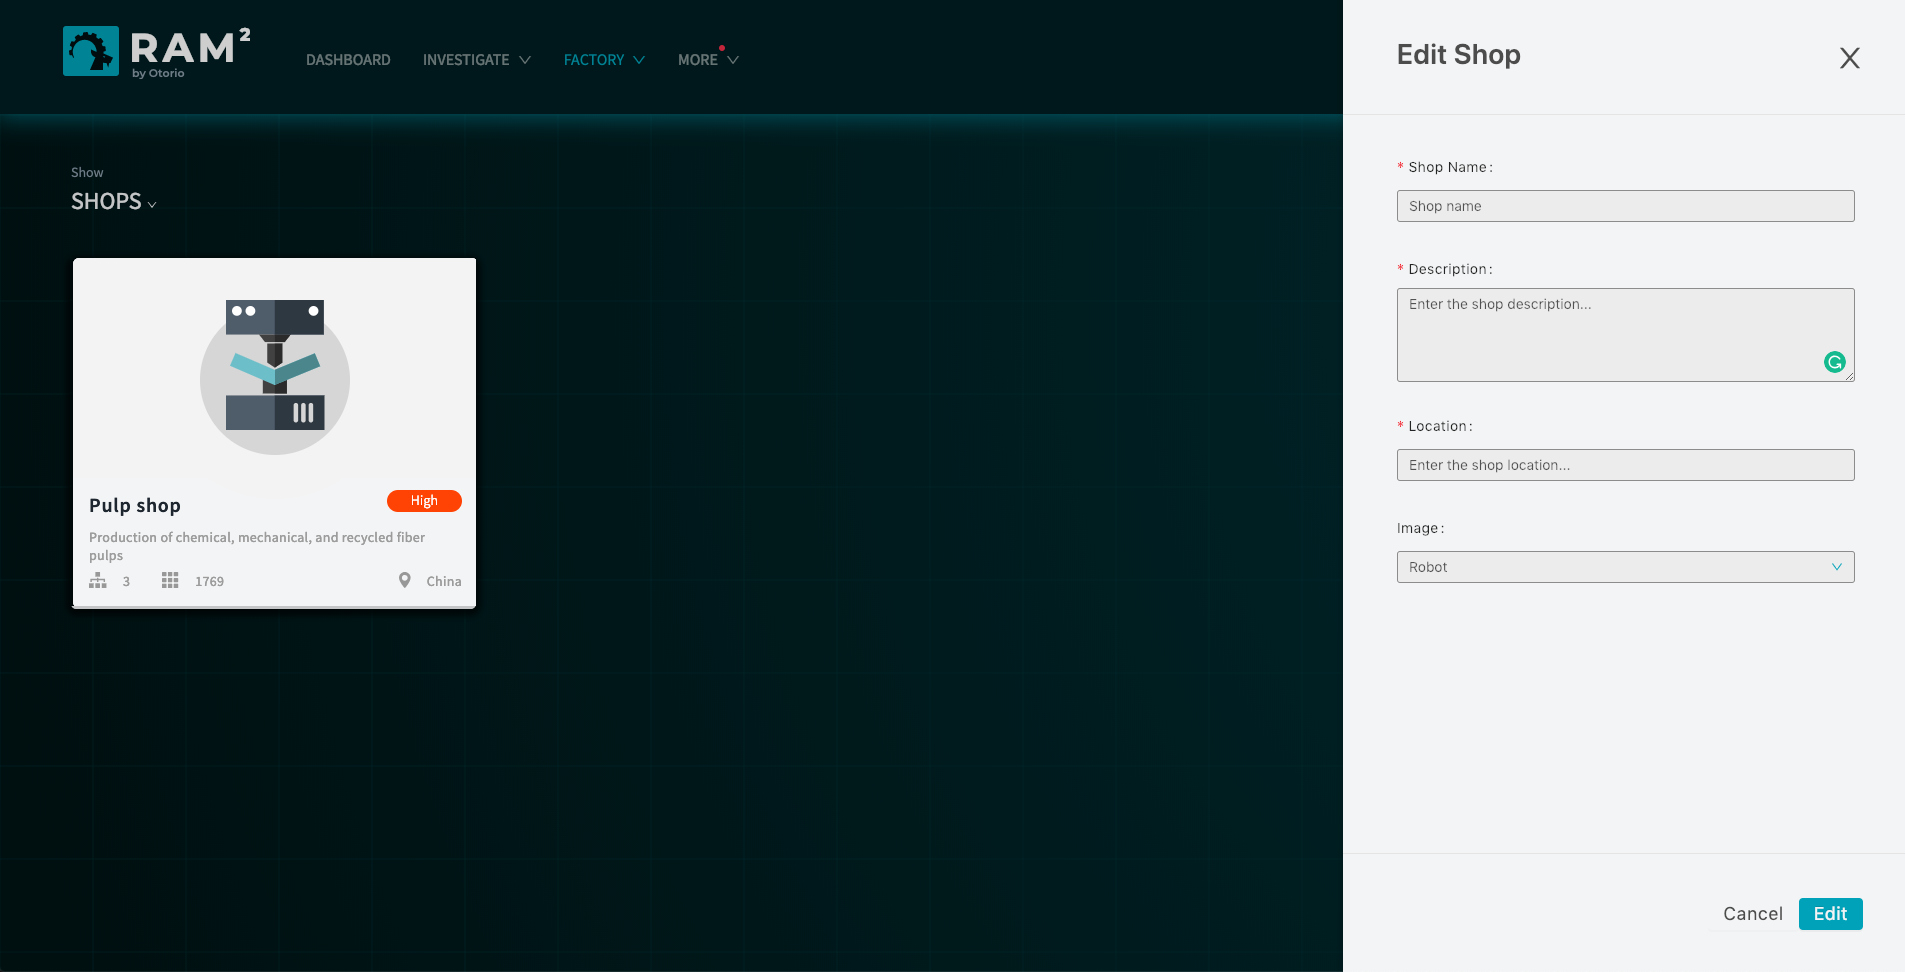 RAM²
by Otorio
DASHBOARD
INVESTIGATE
FACTORY
MORE
Show
SHOPS
Pulp shop
High
Production of chemical, mechanical, and recycled fiber
pulps
3
1769
China
Edit Shop
* Shop Name:
Shop name
* Description:
Enter the shop description...
* Location:
Enter the shop location...
Image:
Robot
Cancel
Edit